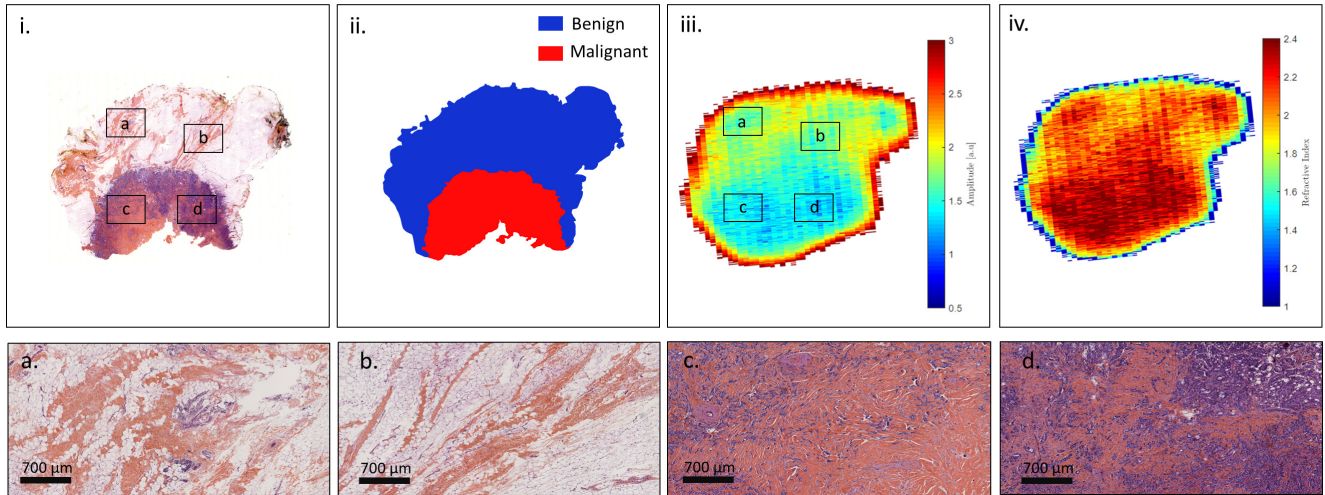 i.
a
b
c
d
ii.
Benign
Malignant
iii.
a
b
c
d
3
2.5
2
1.5
1
0.5
Amplitude [a.u]
iv.
2.4
2.2
2
1.8
1.6
1.4
1.2
1
Refractive Index
a.
700 µm
b.
700 µm
c.
700 µm
d.
700 µm